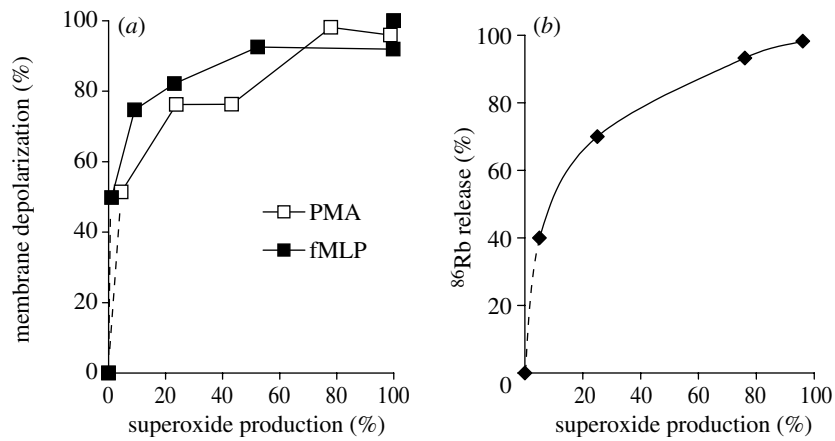 (a)
membrane depolarization (%)
100
80
60
40
20
0
PMA
fMLP
0 20 40 60 80 100
superoxide production (%)
(b)
⁸⁶Rb release (%)
100
80
60
40
20
0
0 20 40 60 80 100
superoxide production (%)